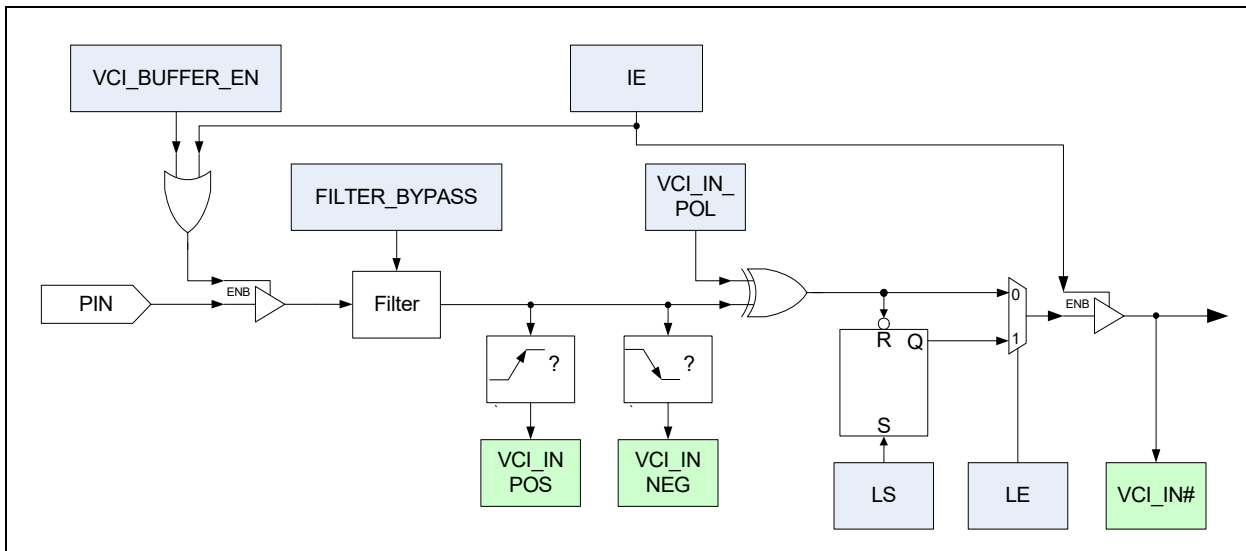 VCI_BUFFER_EN
IE
FILTER_BYPASS
VCI_IN_
POL
PIN
ENB
Filter
0
1
ENB
R
Q
S
?
?
`
`
VCI_IN
POS
VCI_IN
NEG
LS
LE
VCI_IN#